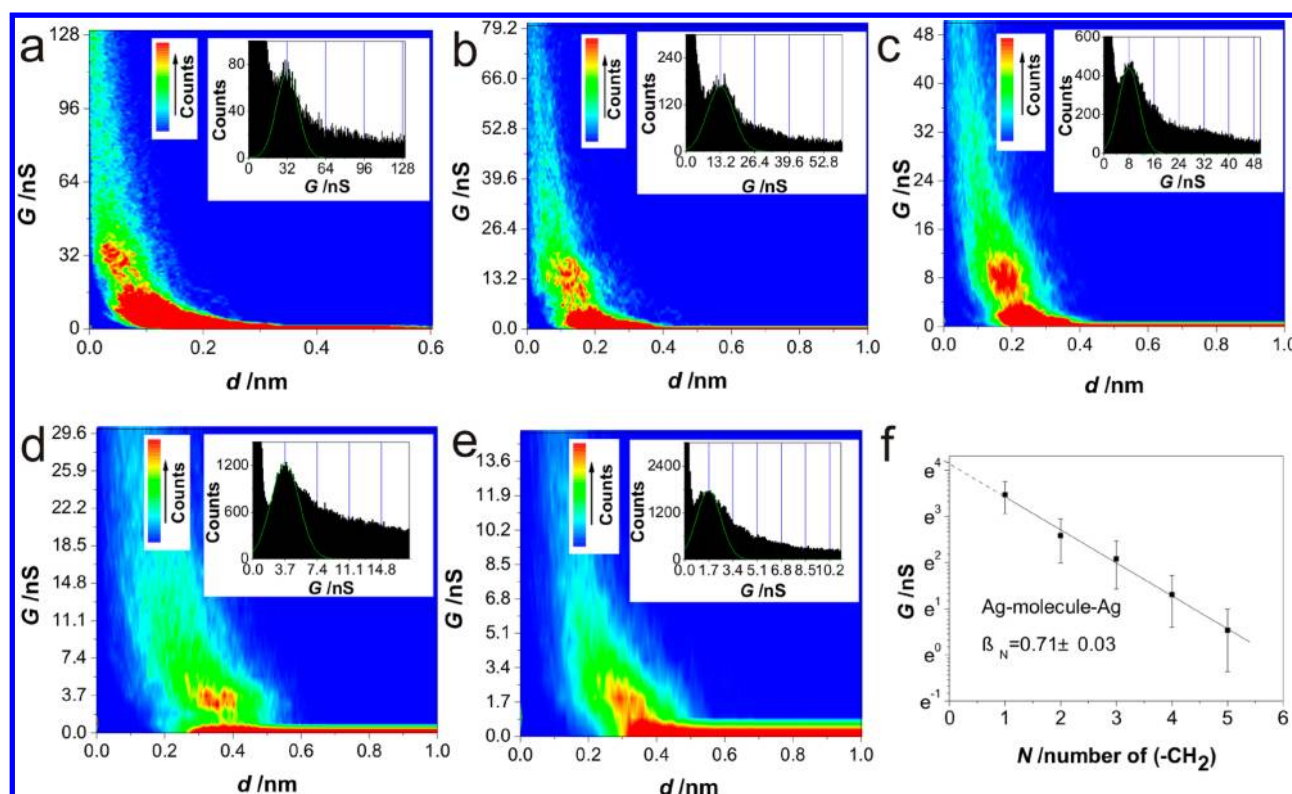 a
128
96
64
32
0
G /nS
0.0 0.2 0.4 0.6
d /nm
Counts
80
40
0
Counts
0 32 64 96 128
G /nS
b
79.2
66.0
52.8
39.6
26.4
13.2
0.0
G /nS
0.0 0.2 0.4 0.6 0.8 1.0
d /nm
Counts
240
160
80
0
Counts
0.0 13.2 26.4 39.6 52.8
G /nS
c
48
40
32
24
16
8
0
G /nS
0.0 0.2 0.4 0.6 0.8 1.0
d /nm
Counts
600
400
200
0
Counts
0 8 16 24 32 40 48
G /nS
d
29.6
25.9
22.2
18.5
14.8
11.1
7.4
3.7
0.0
G /nS
0.0 0.2 0.4 0.6 0.8 1.0
d /nm
Counts
1200
600
0
Counts
0.0 3.7 7.4 11.1 14.8
G /nS
e
13.6
11.9
10.2
8.5
6.8
5.1
3.4
1.7
0.0
G /nS
0.0 0.2 0.4 0.6 0.8 1.0
d /nm
Counts
2400
1200
0
Counts
0.0 1.7 3.4 5.1 6.8 8.5 10.2
G /nS
f
e⁴
e³
e²
e¹
e⁰
e⁻¹
G /nS
Ag-molecule-Ag
ß N=0.71± 0.03
0 1 2 3 4 5 6
N /number of (-CH₂)